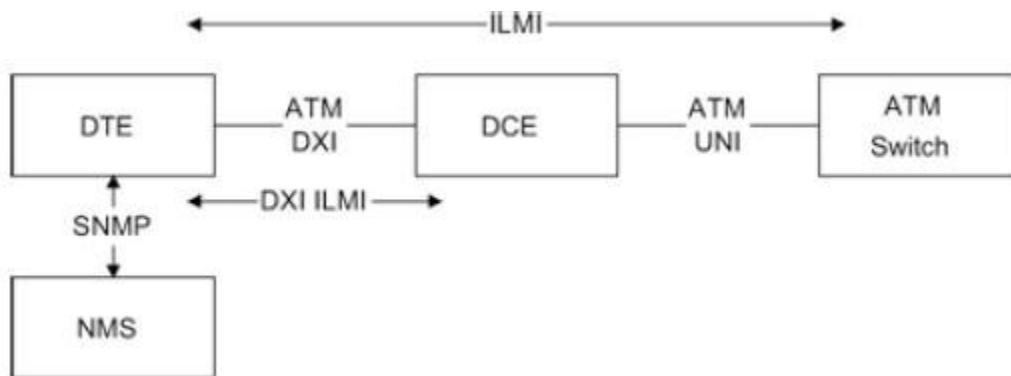 ILMI
DTE
ATM
DXI
DCE
ATM
UNI
ATM
Switch
DXI ILMI
SNMP
NMS